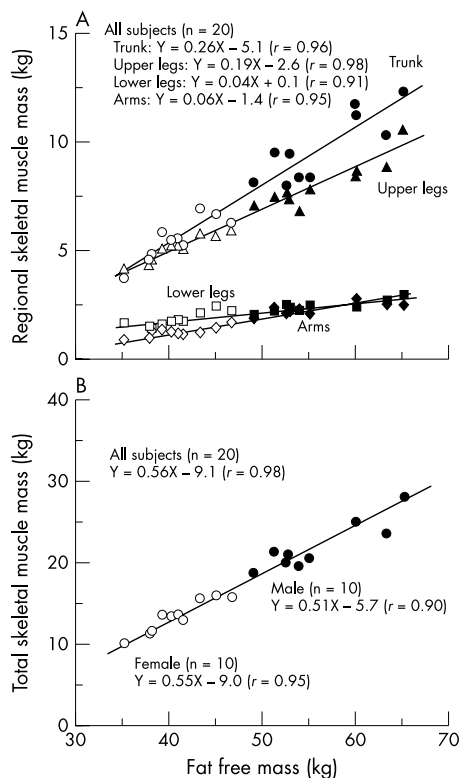 A
All subjects (n = 20)
Trunk: Y = 0.26X – 5.1 (r = 0.96)
Upper legs: Y = 0.19X – 2.6 (r = 0.98)
Lower legs: Y = 0.04X + 0.1 (r = 0.91)
Arms: Y = 0.06X – 1.4 (r = 0.95)
Trunk
Upper legs
Lower legs
Arms
Regional skeletal muscle mass (kg)
15
10
5
0
B
All subjects (n = 20)
Y = 0.56X – 9.1 (r = 0.98)
Male (n = 10)
Y = 0.51X – 5.7 (r = 0.90)
Female (n = 10)
Y = 0.55X – 9.0 (r = 0.95)
Total skeletal muscle mass (kg)
40
30
20
10
0
30 40 50 60 70
Fat free mass (kg)